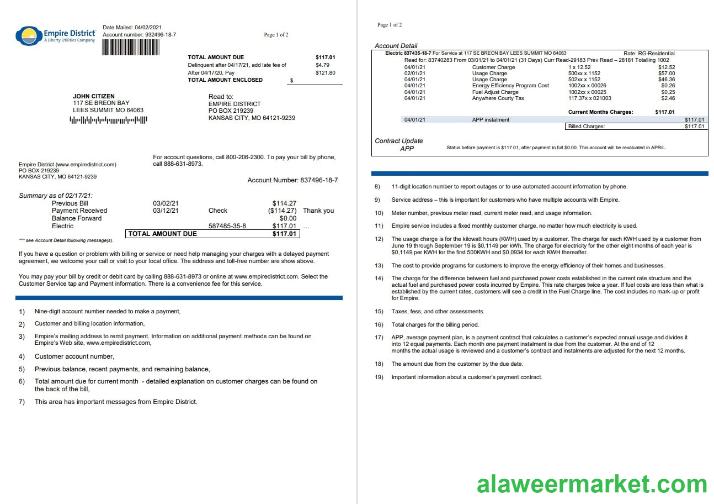 Empire District
A Liberty Utilities Company
Date Mailed: 04/02/2021
Account number: 932496-18-7
Page 1 of 2
TOTAL AMOUNT DUE $117.01
Delinquent after 04/17/20, add late fee of $4.79
After 04/17/20, Pay $121.80
TOTAL AMOUNT ENCLOSED $
JOHN CITIZEN
117 SE BREON BAY
LEES SUMMIT MO 64063
Read to:
EMPIRE DISTRICT
PO BOX 219239
KANSAS CITY, MO 64121-9239
For account questions, call 800-206-2300. To pay your bill by phone,
call 888-631-8973.
Empire District (www.empiredistrict.com)
PO BOX 219239
KANSAS CITY, MO 64121-9239
Account Number: 837496-18-7
Summary as of 02/17/21:
Previous Bill 03/02/21 $114.27
Payment Received 03/12/21 Check ($114.27) Thank you
Balance Forward $0.00
Electric 587465-35-8 $117.01
TOTAL AMOUNT DUE $117.01
*** see Account Detail following message(s).
If you have a question or problem with billing or service or need help managing your charges with a delayed payment
agreement, we welcome your call or visit to your local office. The address and toll-free number are show above.
You may pay your bill by credit or debit card by calling 888-631-8973 or online at www.empiredistrict.com. Select the
Customer Service tap and Payment information. There is a convenience fee for this service.
1) Nine-digit account number needed to make a payment,
2) Customer and billing location information,
3) Empire's mailing address to remit payment. Information on additional payment methods can be found on
Empire's Web site, www.empiredistrict.com,
4) Customer account number,
5) Previous balance, recent payments, and remaining balance,
6) Total amount due for current month - detailed explanation on customer charges can be found on
the back of the bill,
7) This area has important messages from Empire District.
Page 1 of 2
Account Detail
Electric 837435-18-7 For Service at 117 SE BREON BAY LEES SUMMIT MO 64063 Rate RG-Residential
Read to: 83740283 From 03/01/21 to 04/01/21 (31 Days) Curr Read-29183 Prev Read – 28181 Totalling 1002
04/01/21 Customer Charge 1 x 12.52 $12.52
02/01/21 Usage Charge 500xx x 1152 $57.60
04/01/21 Usage Charge 502xx x 1152 $46.36
04/01/21 Energy Efficiency Program Cost 1002xx x 00026 $0.26
04/01/21 Fuel Adjust Charge 1002xx x 00025 $0.25
04/01/21 Anywhere County Tax 117.37x x 021003 $2.46
Current Months Charges: $117.01
04/01/21 APP instalment $117.01
Billed Charges: $117.01
Contract Update
APP Status before payment is $117.01, after payment in full $0.00. This account will be reevaluated in APRIL.
8) 11-digit location number to report outages or to use automated account information by phone.
9) Service address – this is important for customers who have multiple accounts with Empire.
10) Meter number, previous meter read, current meter read, and usage information.
11) Empire service includes a fixed monthly customer charge, no matter how much electricity is used.
12) The usage charge is for the kilowatt hours (KWH) used by a customer. The charge for each KWH used by a customer from
June 19 through September 19 is $0.1149 per kWh. The charge for electricity for the other eight months of each year is
$0.1149 per KWH for the first 500KWH and $0.0934 for each KWH thereafter.
13) The cost to provide programs for customers to improve the energy efficiency of their homes and businesses.
14) The charge for the difference between fuel and purchased power costs established in the current rate structure and the
actual fuel and purchased power costs incurred by Empire. This rate charges twice a year. If fuel costs are less than what is
established by the current rates, customers will see a credit in the Fuel Charge line. The cost includes no mark-up or profit
for Empire.
15) Taxes, fess, and other assessments.
16) Total charges for the billing period.
17) APP, average payment plan, is a payment contract that calculates a customer's expected annual usage and divides it
into 12 equal payments. Each month one payment instalment is due from the customer. At the end of 12
months the actual usage is reviewed and a customer's contract and instalments are adjusted for the next 12 months.
18) The amount due from the customer by the due date.
19) Important information about a customer's payment contract.
alaweermarket.com